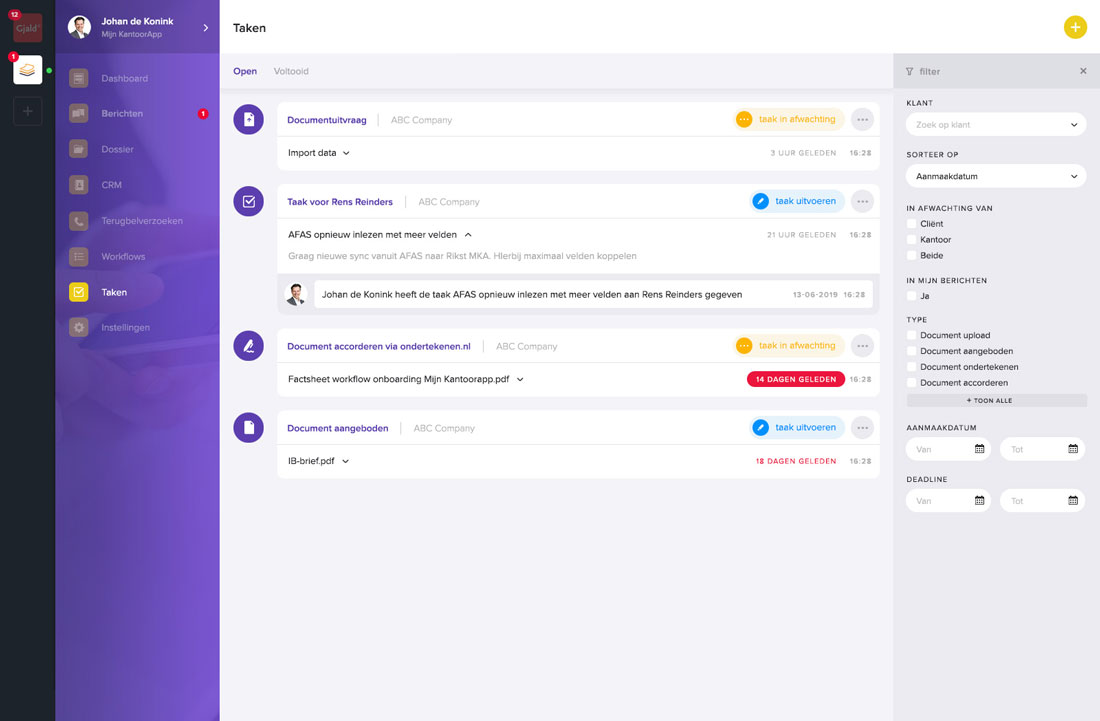 12
Gjald
1
Johan de Konink
Mijn KantoorApp
Dashboard
Berichten 1
Dossier
CRM
Terugbelverzoeken
Workflows
Taken
Instellingen
Taken
Open Voltooid
Documentuitvraag ABC Company taak in afwachting
Import data 3 UUR GELEDEN 16:28
Taak voor Rens Reinders ABC Company taak uitvoeren
AFAS opnieuw inlezen met meer velden 21 UUR GELEDEN 16:28
Graag nieuwe sync vanuit AFAS naar Rikst MKA. HIerbij maximaal velden koppelen
Johan de Konink heeft de taak AFAS opnieuw inlezen met meer velden aan Rens Reinders gegeven 13-06-2019 16:28
Document accorderen via ondertekenen.nl ABC Company taak in afwachting
Factsheet workflow onboarding Mijn Kantoorapp.pdf 14 DAGEN GELEDEN 16:28
Document aangeboden ABC Company taak uitvoeren
IB-brief.pdf 18 DAGEN GELEDEN 16:28
filter
KLANT
Zoek op klant
SORTEER OP
Aanmaakdatum
IN AFWACHTING VAN
Cliënt
Kantoor
Beide
IN MIJN BERICHTEN
Ja
TYPE
Document upload
Document aangeboden
Document ondertekenen
Document accorderen
+ TOON ALLE
AANMAAKDATUM
Van Tot
DEADLINE
Van Tot